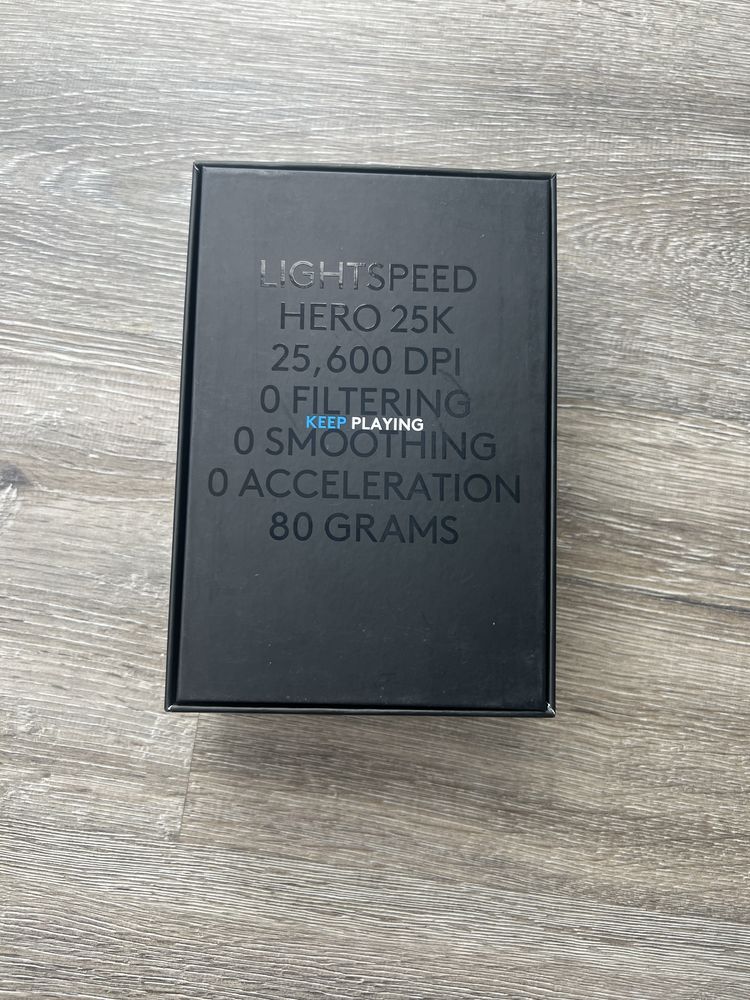 LIGHTSPEED
HERO 25K
25,600 DPI
0 FILTERING
KEEP PLAYING
0 SMOOTHING
0 ACCELERATION
80 GRAMS